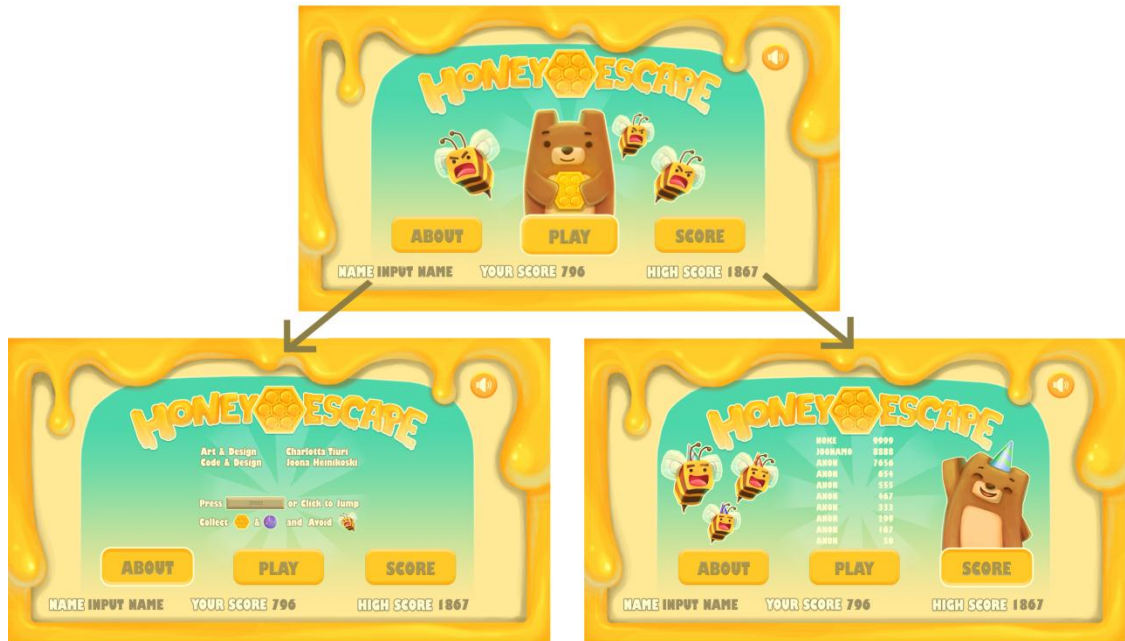 HONEY ESCAPE
ABOUT PLAY SCORE
NAME INPUT NAME YOUR SCORE 796 HIGH SCORE 1867
HONEY ESCAPE
Art & Design Charlotta Tiuri
Code & Design Joona Heinikoski
Press or Click to Jump
Collect & and Avoid
ABOUT PLAY SCORE
NAME INPUT NAME YOUR SCORE 796 HIGH SCORE 1867
HONEY ESCAPE
NOKE 9999
JOONAMO 8888
ANON 7656
ANON 654
ANON 555
ANON 467
ANON 333
ANON 299
ANON 167
ANON 50
ABOUT PLAY SCORE
NAME INPUT NAME YOUR SCORE 796 HIGH SCORE 1867